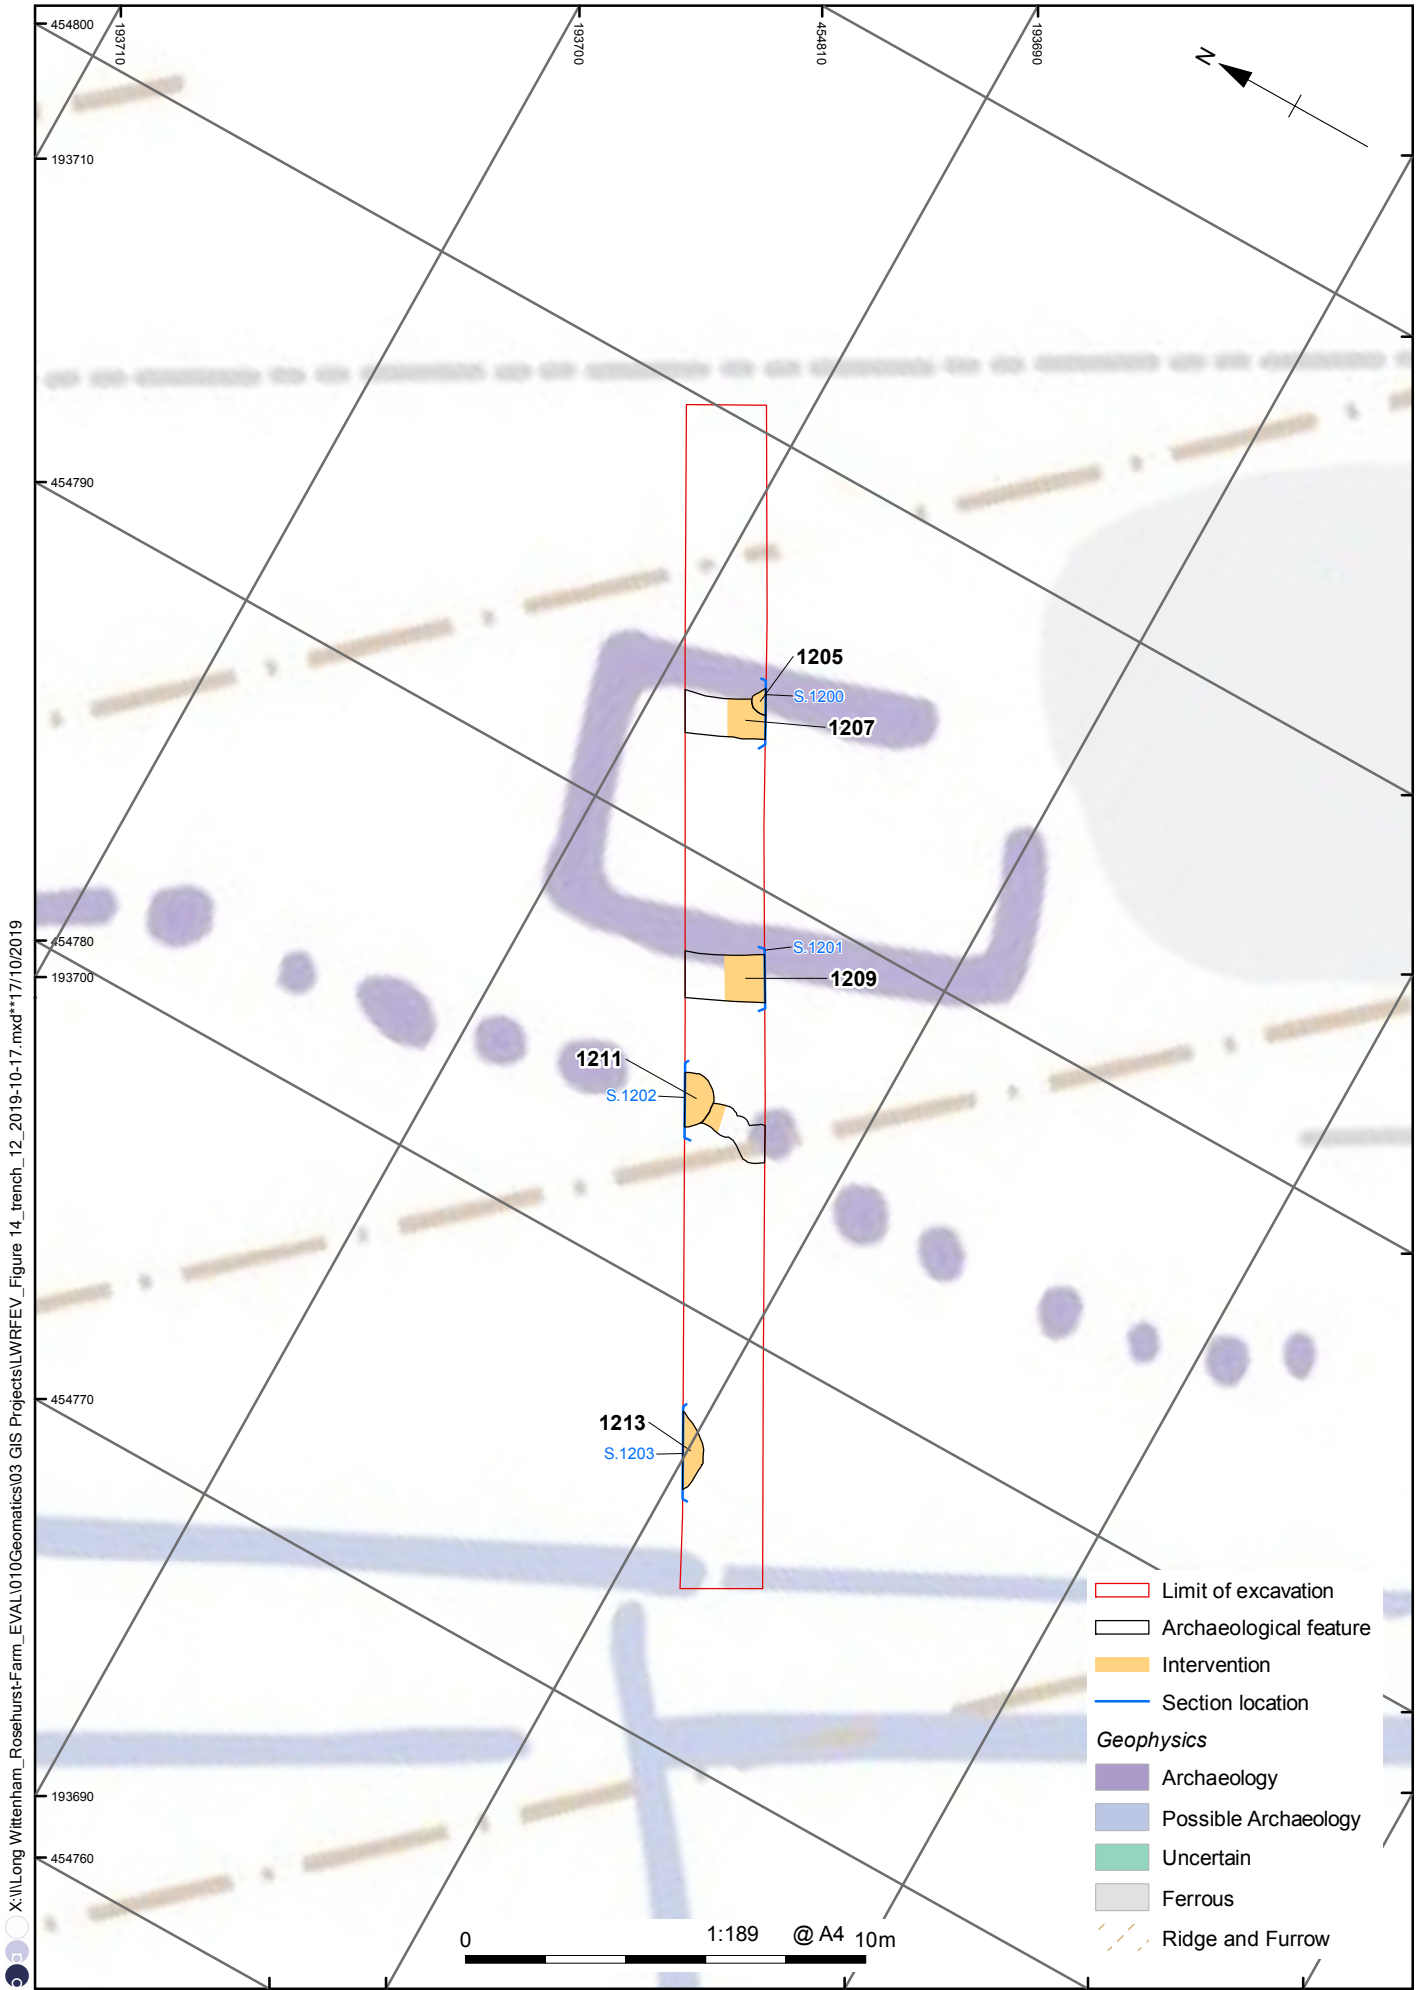 454800
193710
193700
454810
193690
N
193710
454790
1205
S.1200
1207
454780
193700
S.1201
1209
1211
S.1202
454770
1213
S.1203
193690
454760
Limit of excavation
Archaeological feature
Intervention
Section location
Geophysics
Archaeology
Possible Archaeology
Uncertain
Ferrous
Ridge and Furrow
0
1:189
@ A4
10m
X:\l\Long Wittenham_Rosehurst-Farm_EVAL\010Geomatics\03 GIS Projects\LWRFEV_Figure 14_trench_12_2019-10-17.mxd**17/10/2019